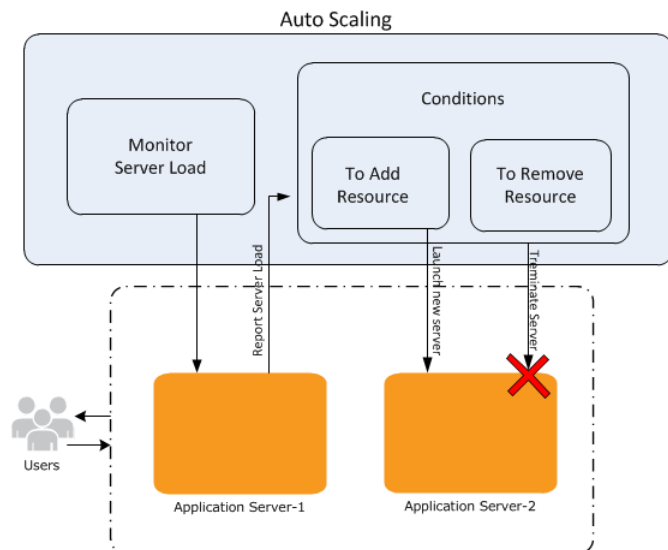 Auto Scaling
Conditions
Monitor
Server Load
To Add
Resource
To Remove
Resource
Report Server Load
Launch new server
Treminate Server
Users
Application Server-1
Application Server-2